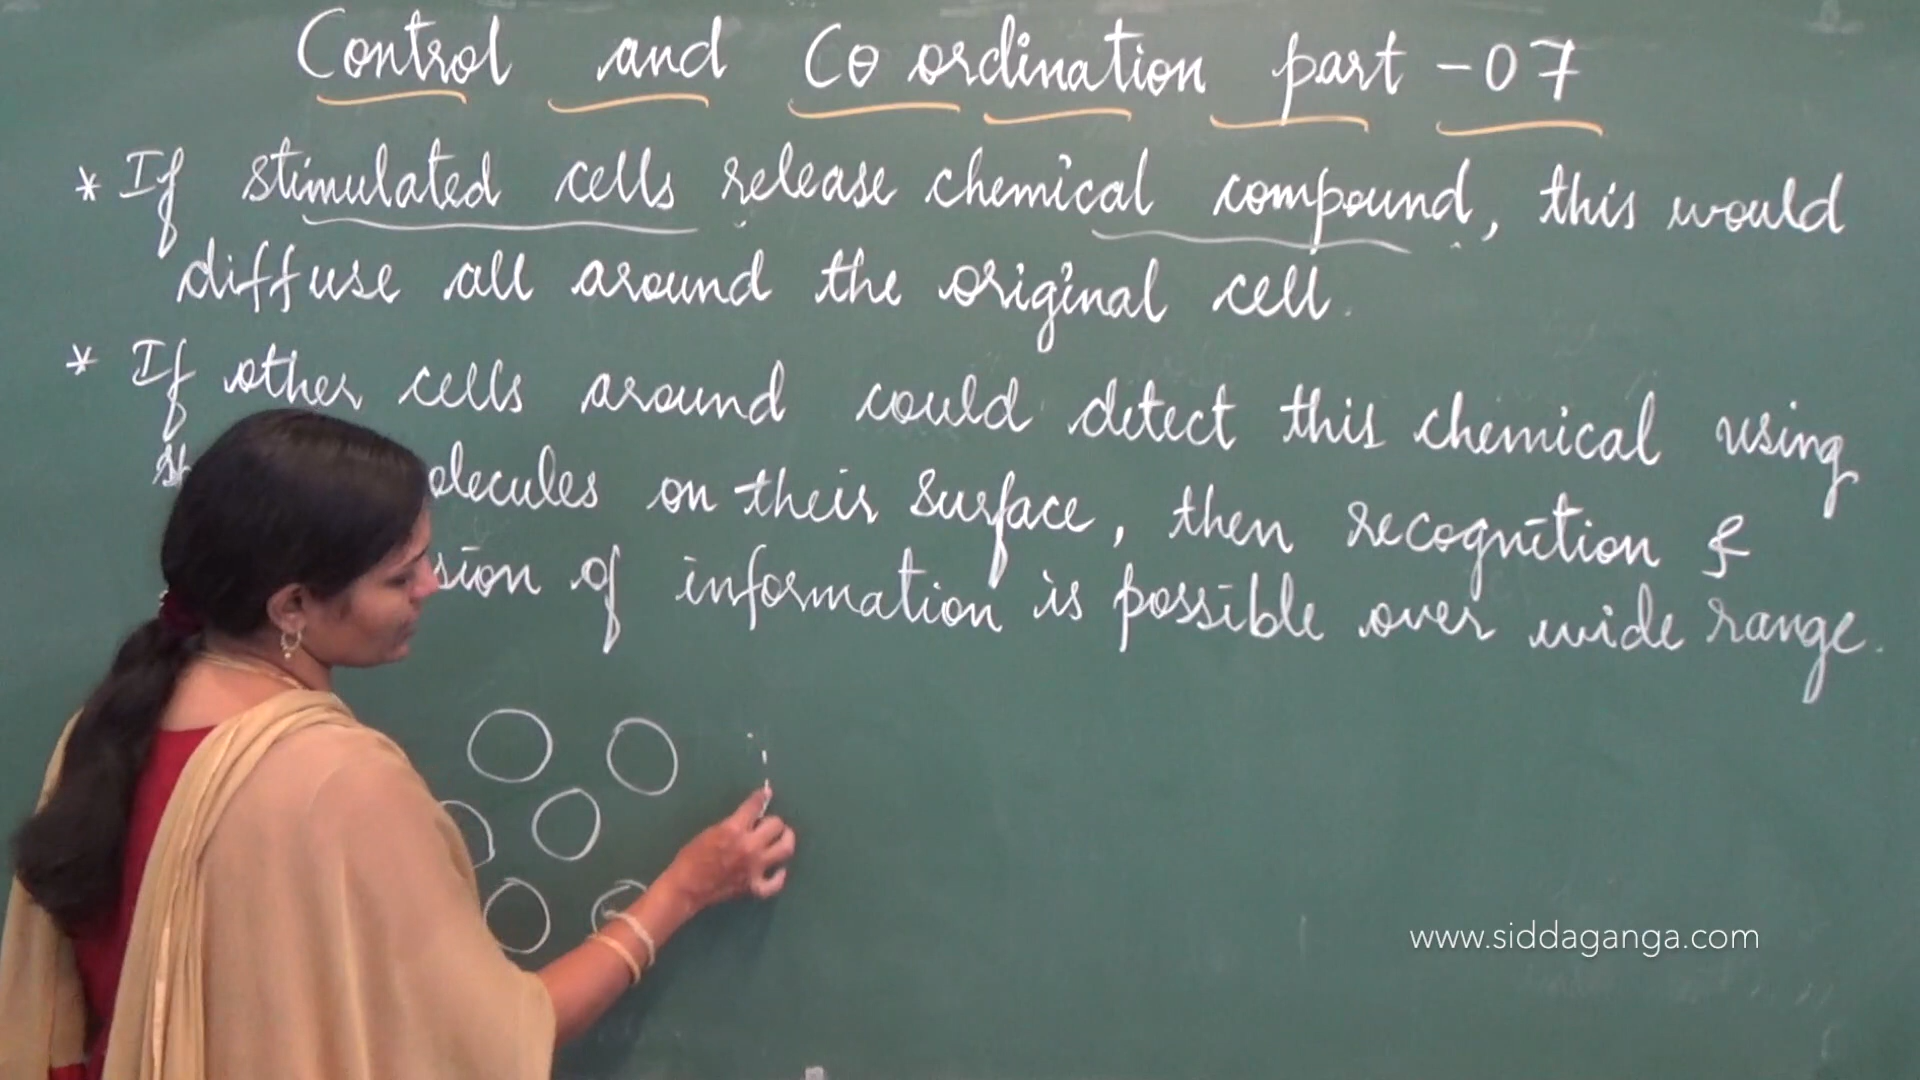 Control and Co ordination part - 07
* If stimulated cells release chemical compound, this would
diffuse all around the original cell.
* If other cells around could detect this chemical using
olecules on their surface, then recognition &
sion of information is possible over wide range.
www.siddaganga.com